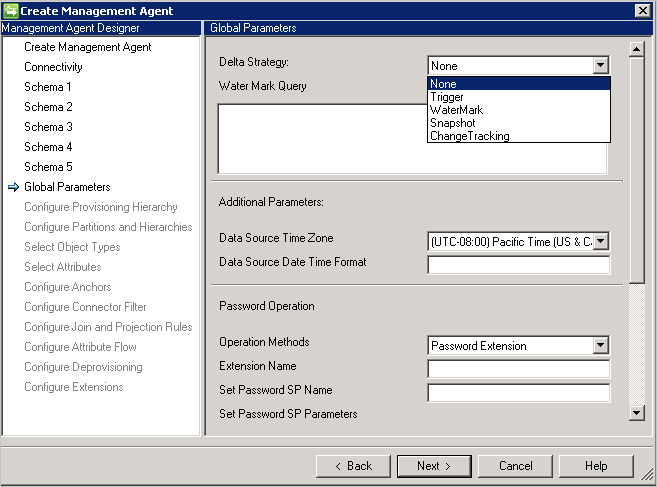 Create Management Agent
Management Agent Designer
Create Management Agent
Connectivity
Schema 1
Schema 2
Schema 3
Schema 4
Schema 5
Global Parameters
Configure Provisioning Hierarchy
Configure Partitions and Hierarchies
Select Object Types
Select Attributes
Configure Anchors
Configure Connector Filter
Configure Join and Projection Rules
Configure Attribute Flow
Configure Deprovisioning
Configure Extensions
Global Parameters
Delta Strategy: None
None
Trigger
WaterMark
Snapshot
ChangeTracking
Water Mark Query
Additional Parameters:
Data Source Time Zone (UTC-08:00) Pacific Time (US & Ca
Data Source Date Time Format
Password Operation
Operation Methods Password Extension
Extension Name
Set Password SP Name
Set Password SP Parameters
< Back Next > Cancel Help